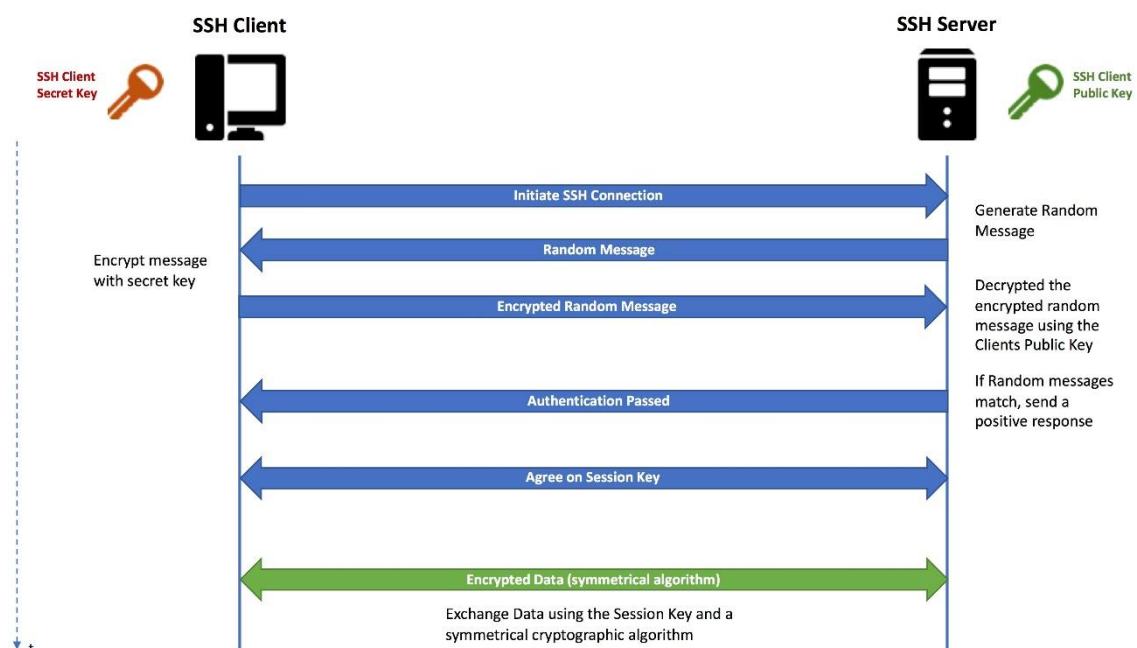 SSH Client
SSH Server
SSH Client
Secret Key
SSH Client
Public Key
Initiate SSH Connection
Generate Random
Message
Random Message
Encrypt message
with secret key
Encrypted Random Message
Decrypted the
encrypted random
message using the
Clients Public Key
If Random messages
match, send a
positive response
Authentication Passed
Agree on Session Key
Encrypted Data (symmetrical algorithm)
Exchange Data using the Session Key and a
symmetrical cryptographic algorithm
t